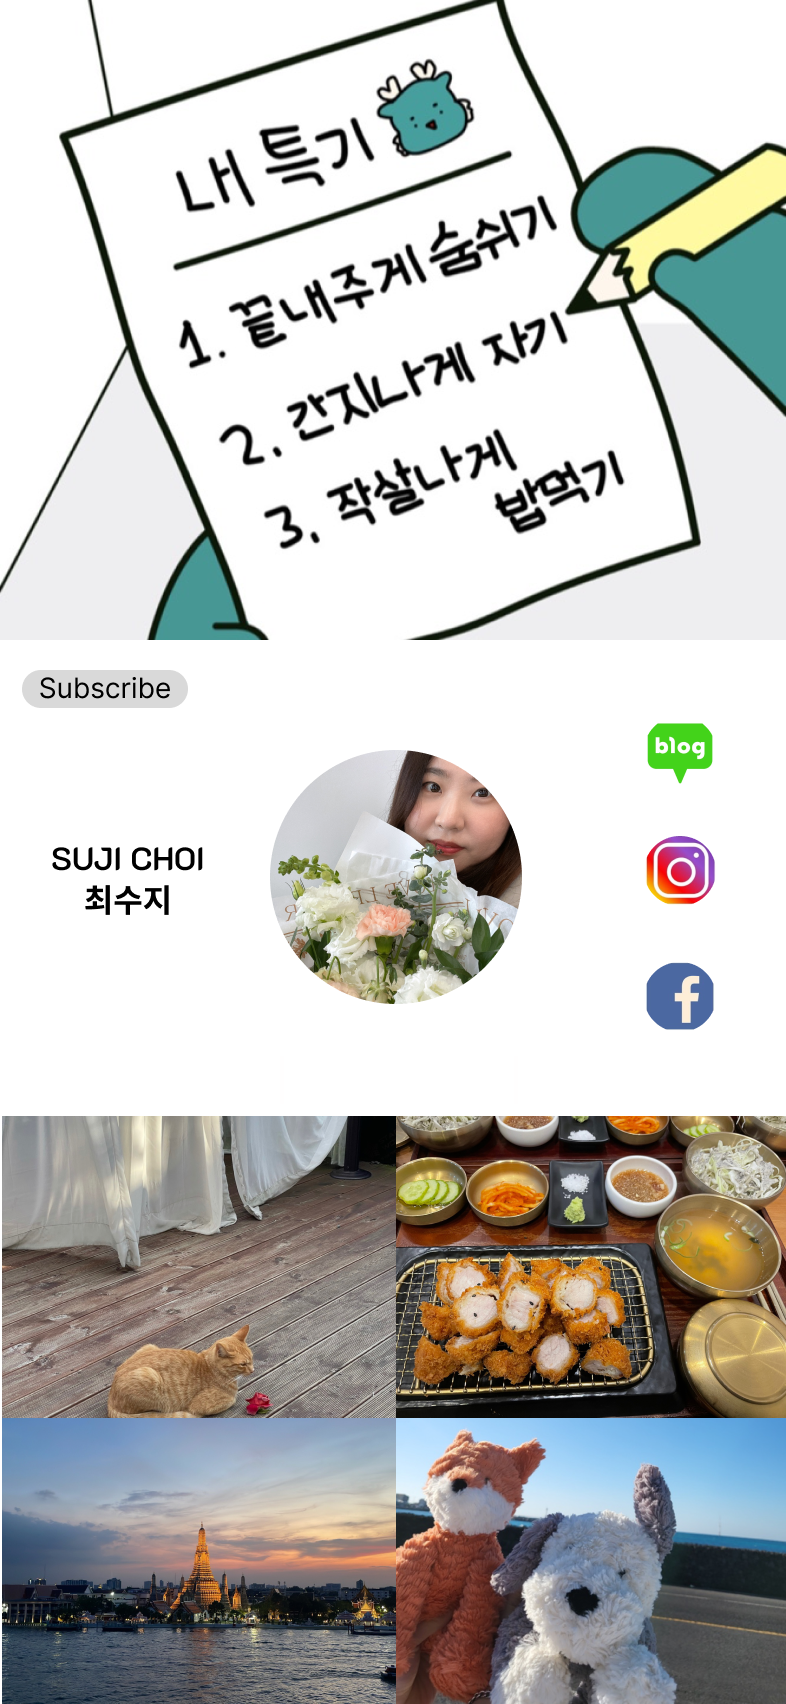 내 특기
1. 끝내주게 숨쉬기
2. 간지나게 자기
3. 작살나게
밥먹기
Subscribe
blog
SUJI CHOI
최수지